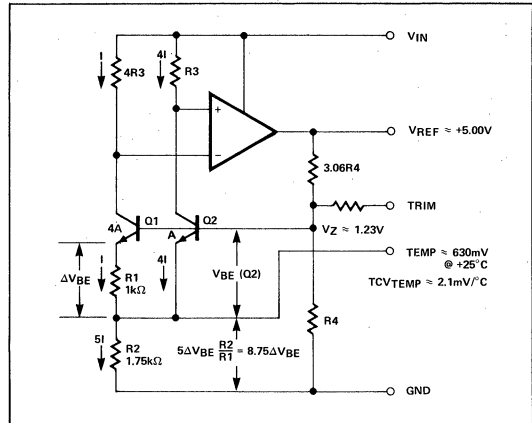 VIN
I
4R3
4I
R3
+
−
VREF ≈ +5.00V
3.06R4
TRIM
VZ ≈ 1.23V
TEMP ≈ 630mV
@ +25°C
TCVTEMP ≈ 2.1mV/°C
4A
Q1
A
Q2
ΔVBE
I
R1
1kΩ
4I
VBE (Q2)
5I
R2
1.75kΩ
5ΔVBE R2/R1 = 8.75ΔVBE
R4
GND